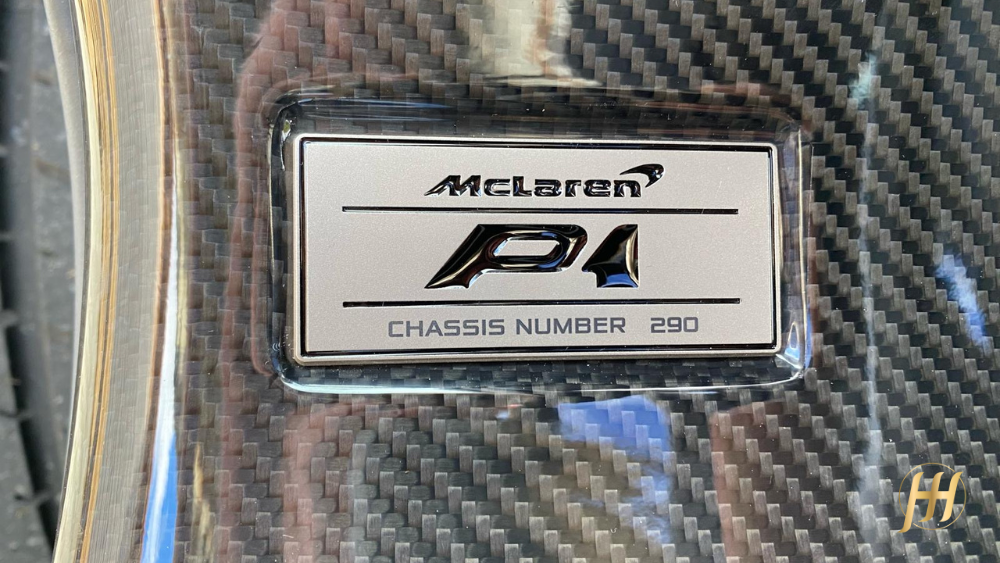 McLaren
P1
CHASSIS NUMBER 290
H